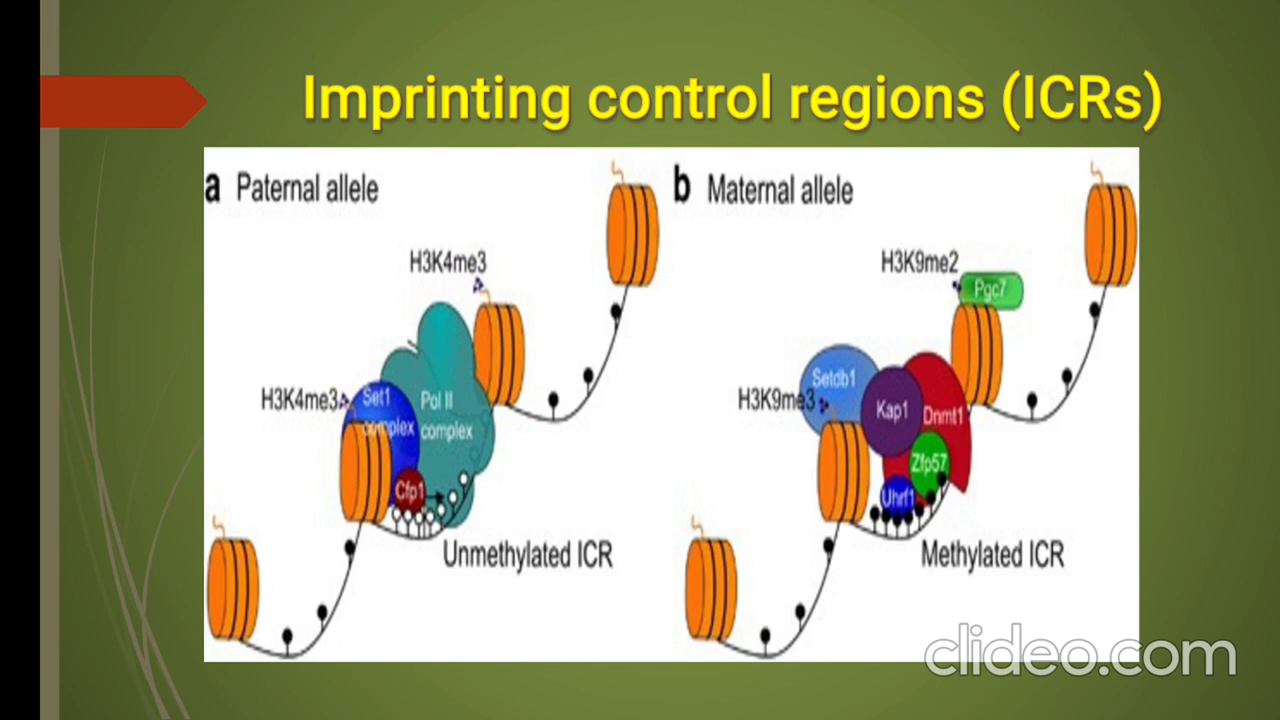 Imprinting control regions (ICRs)
a Paternal allele
H3K4me3
H3K4me3
Set1
complex
Pol II
complex
Cfp1
Unmethylated ICR
b Maternal allele
H3K9me2
Pgc7
Setdb1
H3K9me3
Kap1
Dnmt1
Zfp57
Uhrf1
Methylated ICR
clideo.com